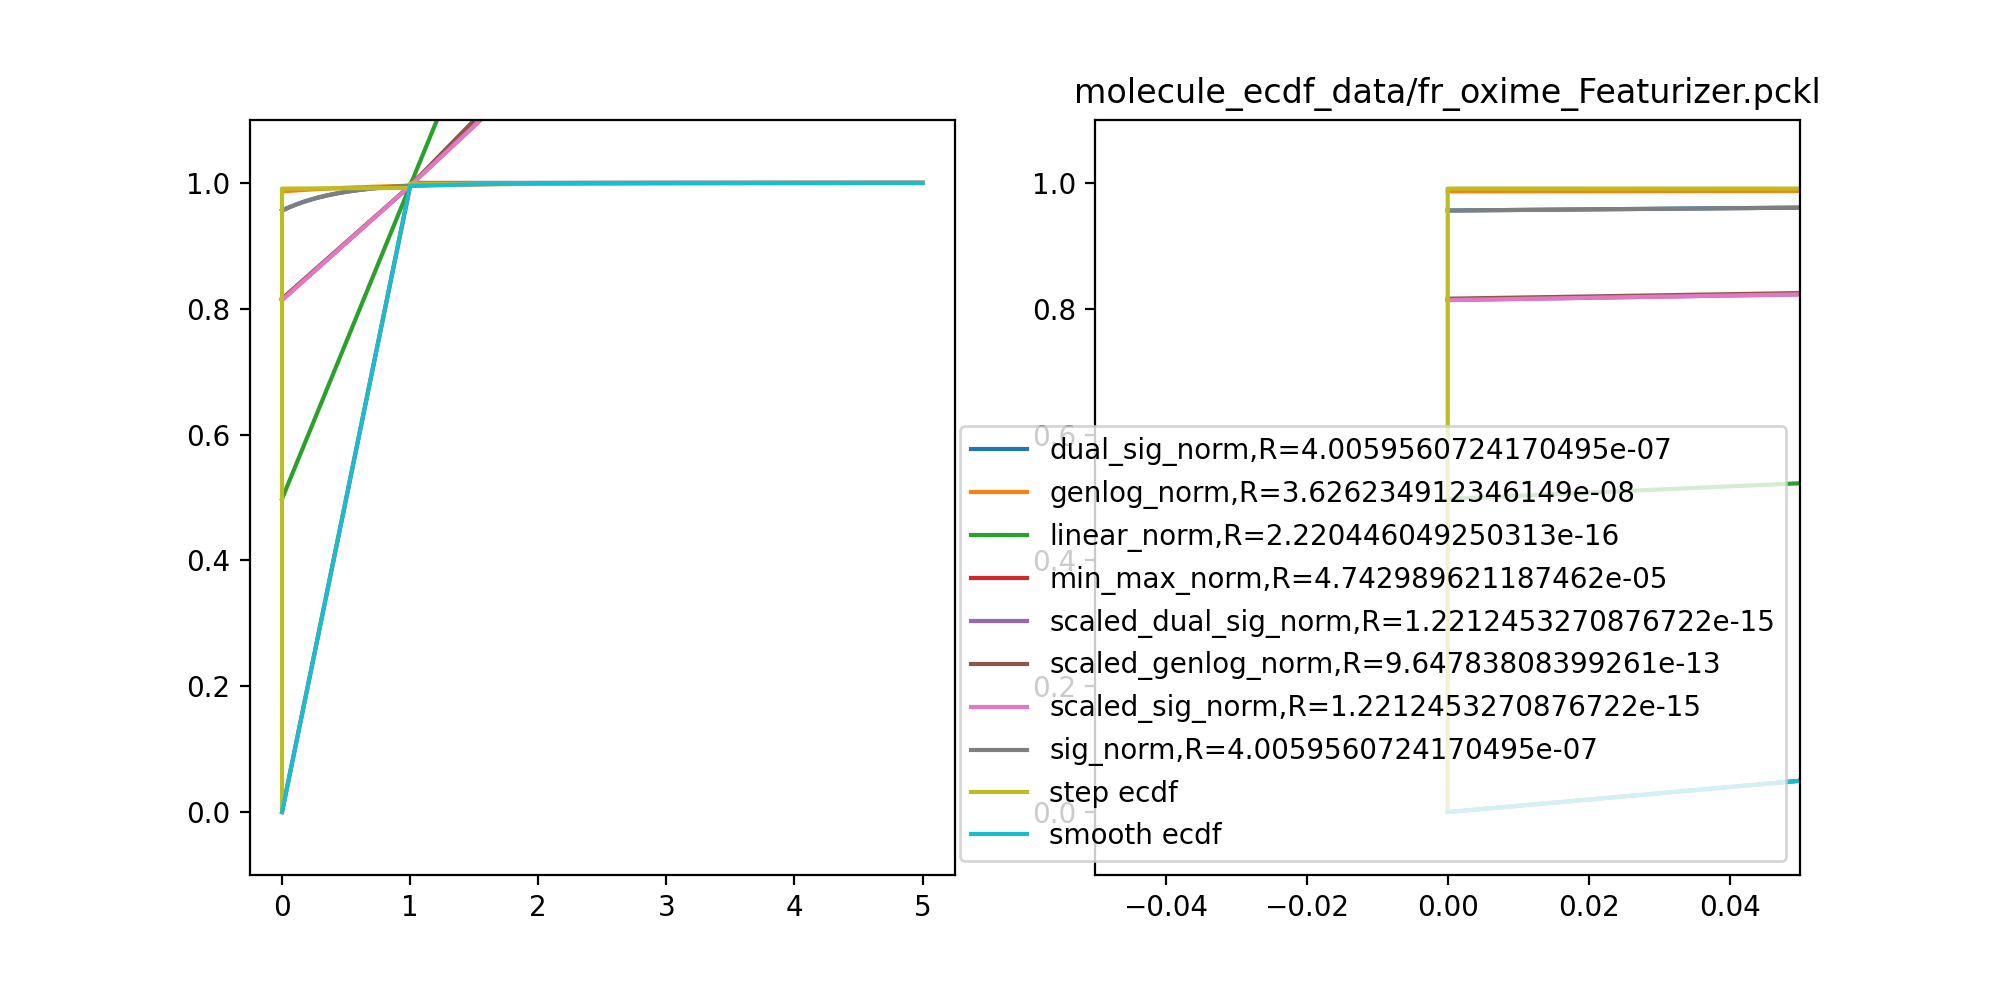 molecule_ecdf_data/fr_oxime_Featurizer.pckl
1.0
0.8
0.6
0.4
0.2
0.0
0
1
2
3
4
5
1.0
0.8
0.6
0.4
0.2
0.0
−0.04
−0.02
0.00
0.02
0.04
dual_sig_norm,R=4.0059560724170495e-07
genlog_norm,R=3.626234912346149e-08
linear_norm,R=2.220446049250313e-16
min_max_norm,R=4.742989621187462e-05
scaled_dual_sig_norm,R=1.2212453270876722e-15
scaled_genlog_norm,R=9.64783808399261e-13
scaled_sig_norm,R=1.2212453270876722e-15
sig_norm,R=4.0059560724170495e-07
step ecdf
smooth ecdf